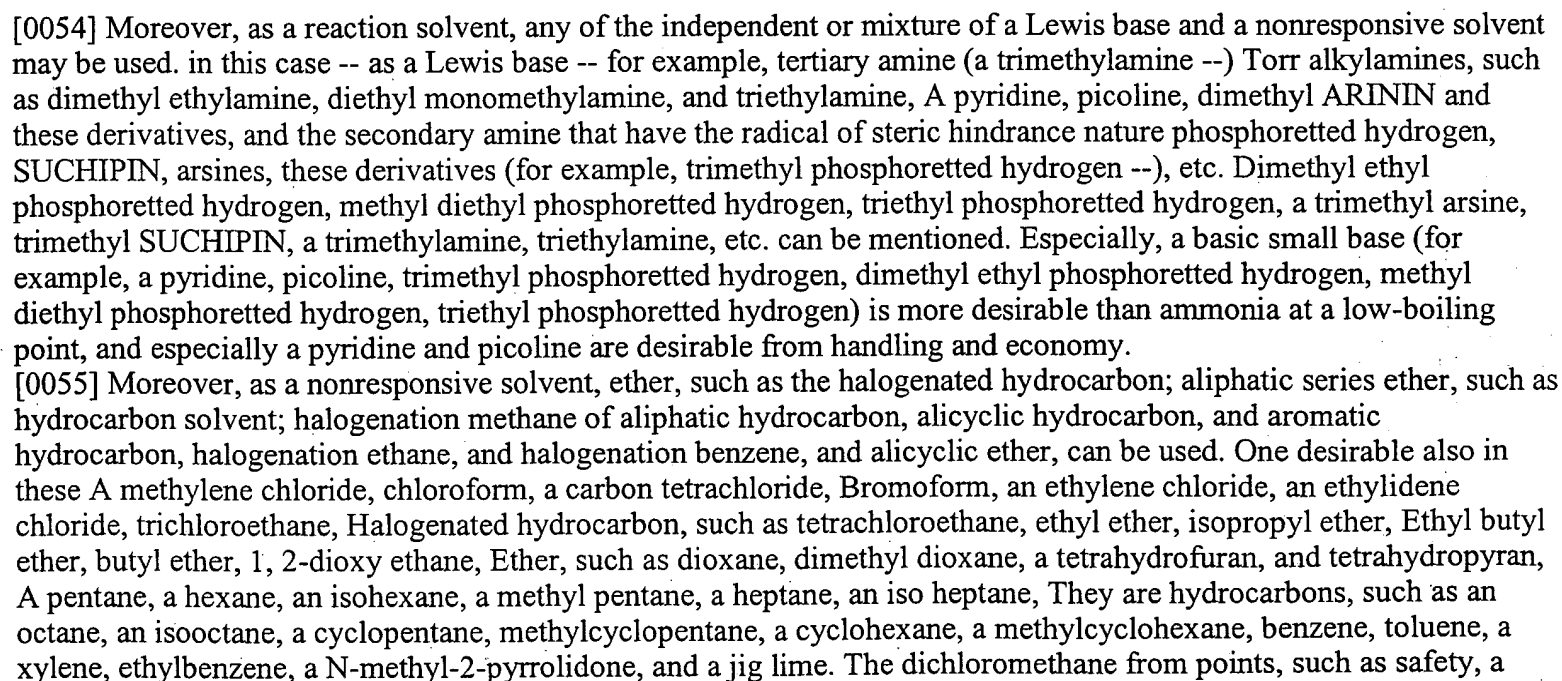 [0054] Moreover, as a reaction solvent, any of the independent or mixture of a Lewis base and a nonresponsive solvent
may be used. in this case -- as a Lewis base -- for example, tertiary amine (a trimethylamine --) Torr alkylamines, such
as dimethyl ethylamine, diethyl monomethylamine, and triethylamine, A pyridine, picoline, dimethyl ARININ and
these derivatives, and the secondary amine that have the radical of steric hindrance nature phosphoretted hydrogen,
SUCHIPIN, arsines, these derivatives (for example, trimethyl phosphoretted hydrogen --), etc. Dimethyl ethyl
phosphoretted hydrogen, methyl diethyl phosphoretted hydrogen, triethyl phosphoretted hydrogen, a trimethyl arsine,
trimethyl SUCHIPIN, a trimethylamine, triethylamine, etc. can be mentioned. Especially, a basic small base (for
example, a pyridine, picoline, trimethyl phosphoretted hydrogen, dimethyl ethyl phosphoretted hydrogen, methyl
diethyl phosphoretted hydrogen, triethyl phosphoretted hydrogen) is more desirable than ammonia at a low-boiling
point, and especially a pyridine and picoline are desirable from handling and economy.
[0055] Moreover, as a nonresponsive solvent, ether, such as the halogenated hydrocarbon; aliphatic series ether, such as
hydrocarbon solvent; halogenation methane of aliphatic hydrocarbon, alicyclic hydrocarbon, and aromatic
hydrocarbon, halogenation ethane, and halogenation benzene, and alicyclic ether, can be used. One desirable also in
these A methylene chloride, chloroform, a carbon tetrachloride, Bromoform, an ethylene chloride, an ethylidene
chloride, trichloroethane, Halogenated hydrocarbon, such as tetrachloroethane, ethyl ether, isopropyl ether, Ethyl butyl
ether, butyl ether, 1, 2-dioxy ethane, Ether, such as dioxane, dimethyl dioxane, a tetrahydrofuran, and tetrahydropyran,
A pentane, a hexane, an isohexane, a methyl pentane, a heptane, an iso heptane, They are hydrocarbons, such as an
octane, an isooctane, a cyclopentane, methylcyclopentane, a cyclohexane, a methylcyclohexane, benzene, toluene, a
xylene, ethylbenzene, a N-methyl-2-pyrrolidone, and a jig lime. The dichloromethane from points, such as safety, a